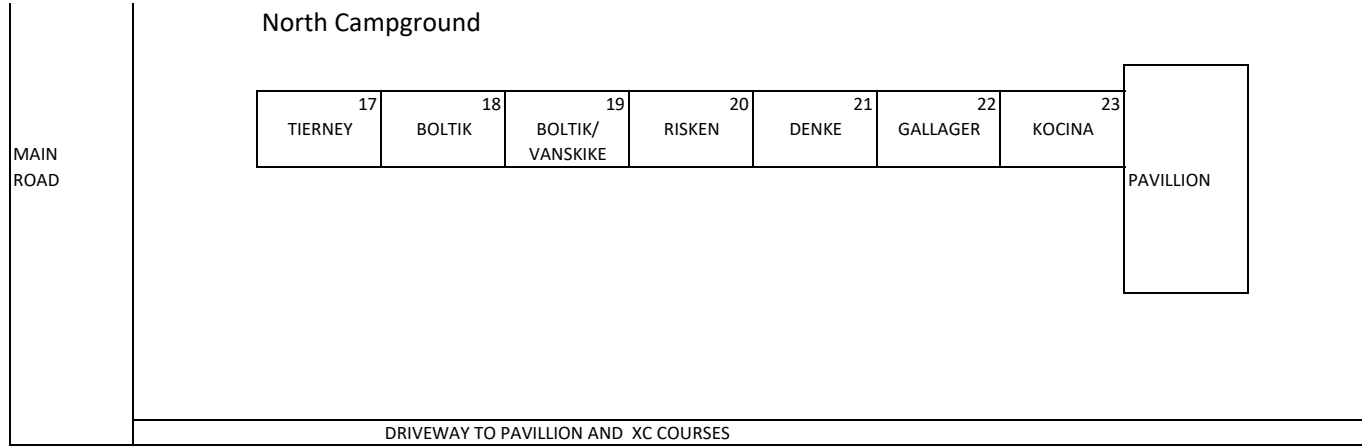 North Campground
17 18 19 20 21 22 23
TIERNEY BOLTIK BOLTIK/ RISKEN DENKE GALLAGER KOCINA
VANSKIKE
MAIN
ROAD
PAVILLION
DRIVEWAY TO PAVILLION AND XC COURSES